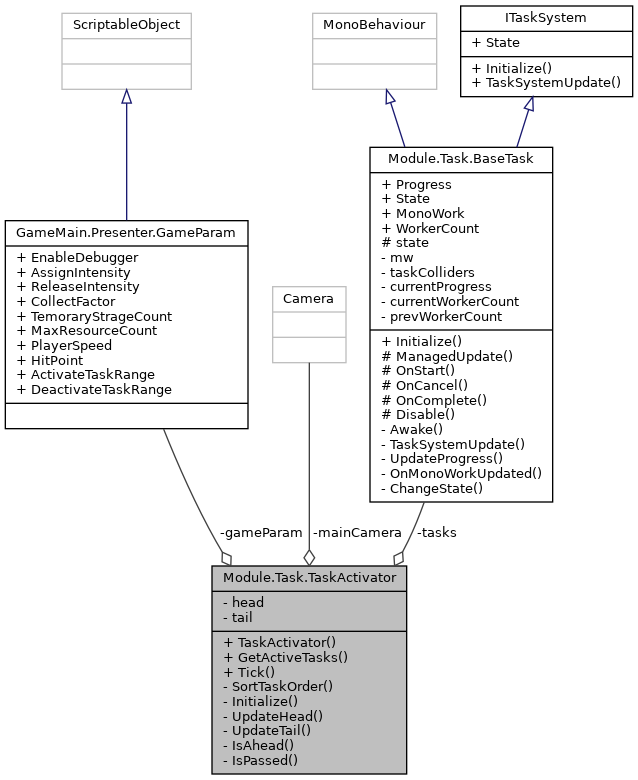 ScriptableObject
MonoBehaviour
ITaskSystem
+ State
+ Initialize()
+ TaskSystemUpdate()
Module.Task.BaseTask
+ Progress
+ State
+ MonoWork
+ WorkerCount
# state
- mw
- taskColliders
- currentProgress
- currentWorkerCount
- prevWorkerCount
+ Initialize()
# ManagedUpdate()
# OnStart()
# OnCancel()
# OnComplete()
# Disable()
- Awake()
- TaskSystemUpdate()
- UpdateProgress()
- OnMonoWorkUpdated()
- ChangeState()
GameMain.Presenter.GameParam
+ EnableDebugger
+ AssignIntensity
+ ReleaseIntensity
+ CollectFactor
+ TemoraryStrageCount
+ MaxResourceCount
+ PlayerSpeed
+ HitPoint
+ ActivateTaskRange
+ DeactivateTaskRange
Camera
-gameParam
-mainCamera
-tasks
Module.Task.TaskActivator
- head
- tail
+ TaskActivator()
+ GetActiveTasks()
+ Tick()
- SortTaskOrder()
- Initialize()
- UpdateHead()
- UpdateTail()
- IsAhead()
- IsPassed()